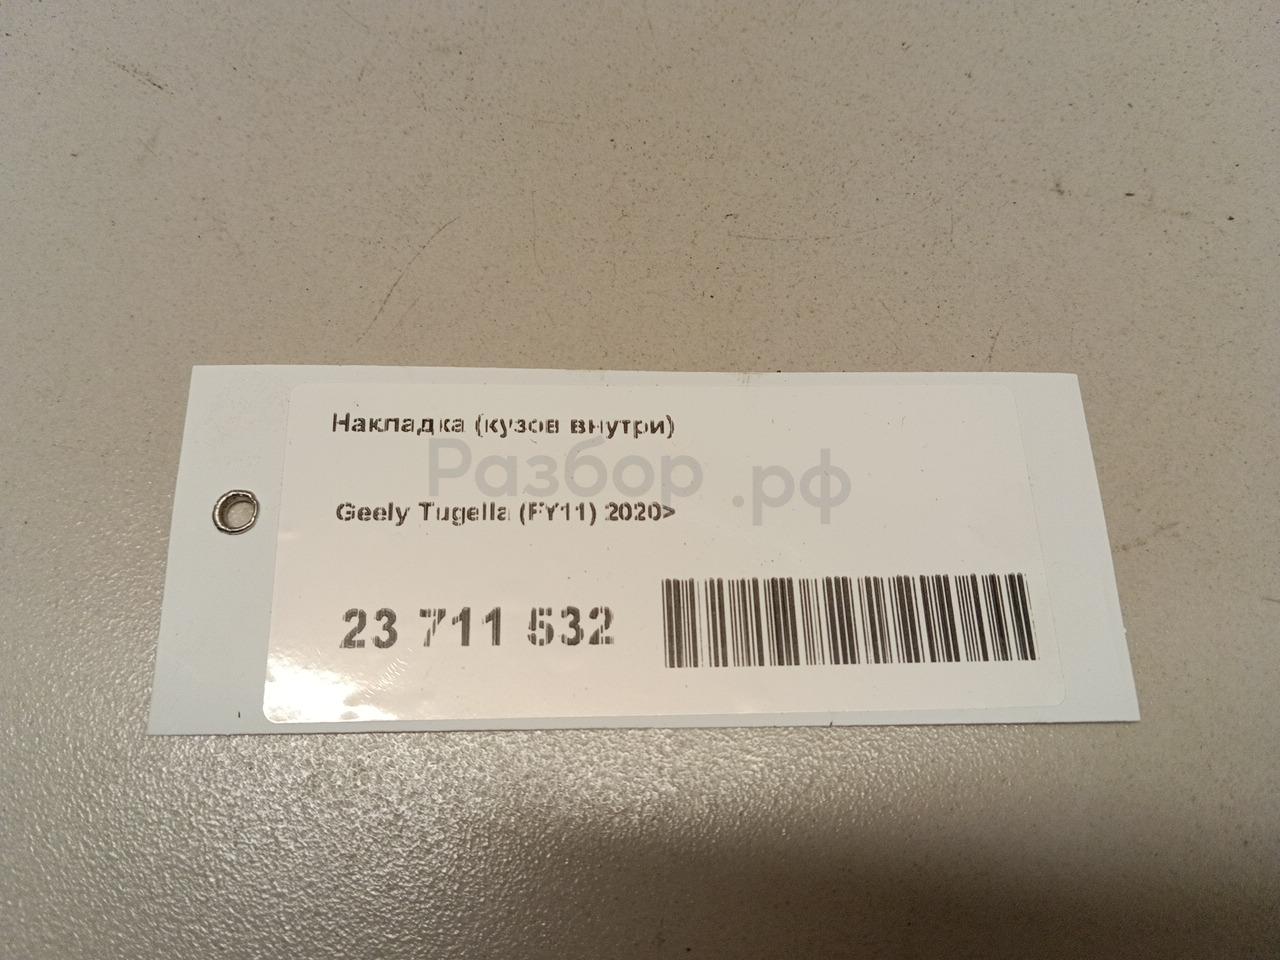 Накладка (кузов внутри)
Разбор.рф
Geely Tugella (FY11) 2020>
23 711 532